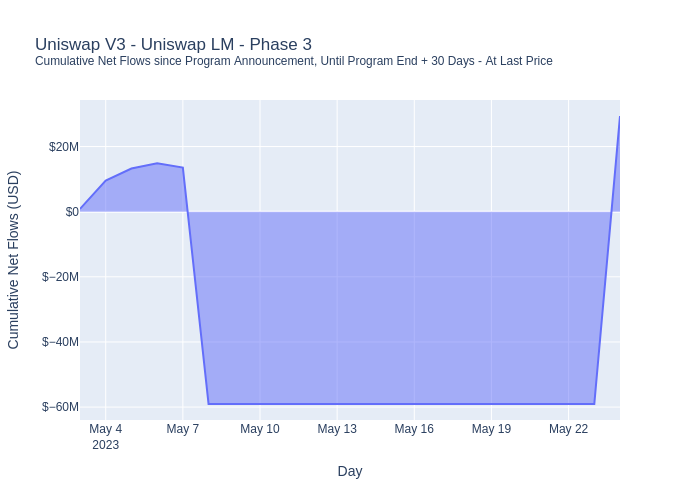 Uniswap V3 - Uniswap LM - Phase 3
Cumulative Net Flows since Program Announcement, Until Program End + 30 Days - At Last Price
Cumulative Net Flows (USD)
$20M
$0
$−20M
$−40M
$−60M
May 4
2023
May 7
May 10
May 13
May 16
May 19
May 22
Day